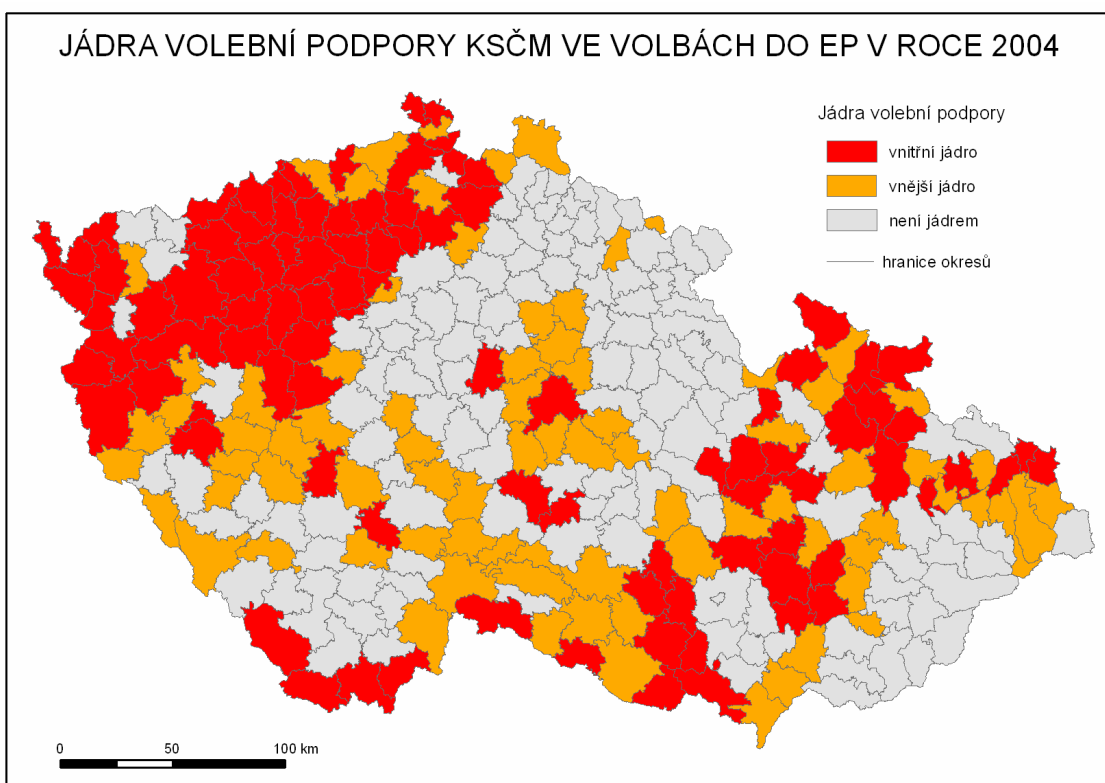 JÁDRA VOLEBNÍ PODPORY KSČM VE VOLBÁCH DO EP V ROCE 2004
Jádra volební podpory
vnitřní jádro
vnější jádro
není jádrem
hranice okresů
0 50 100 km